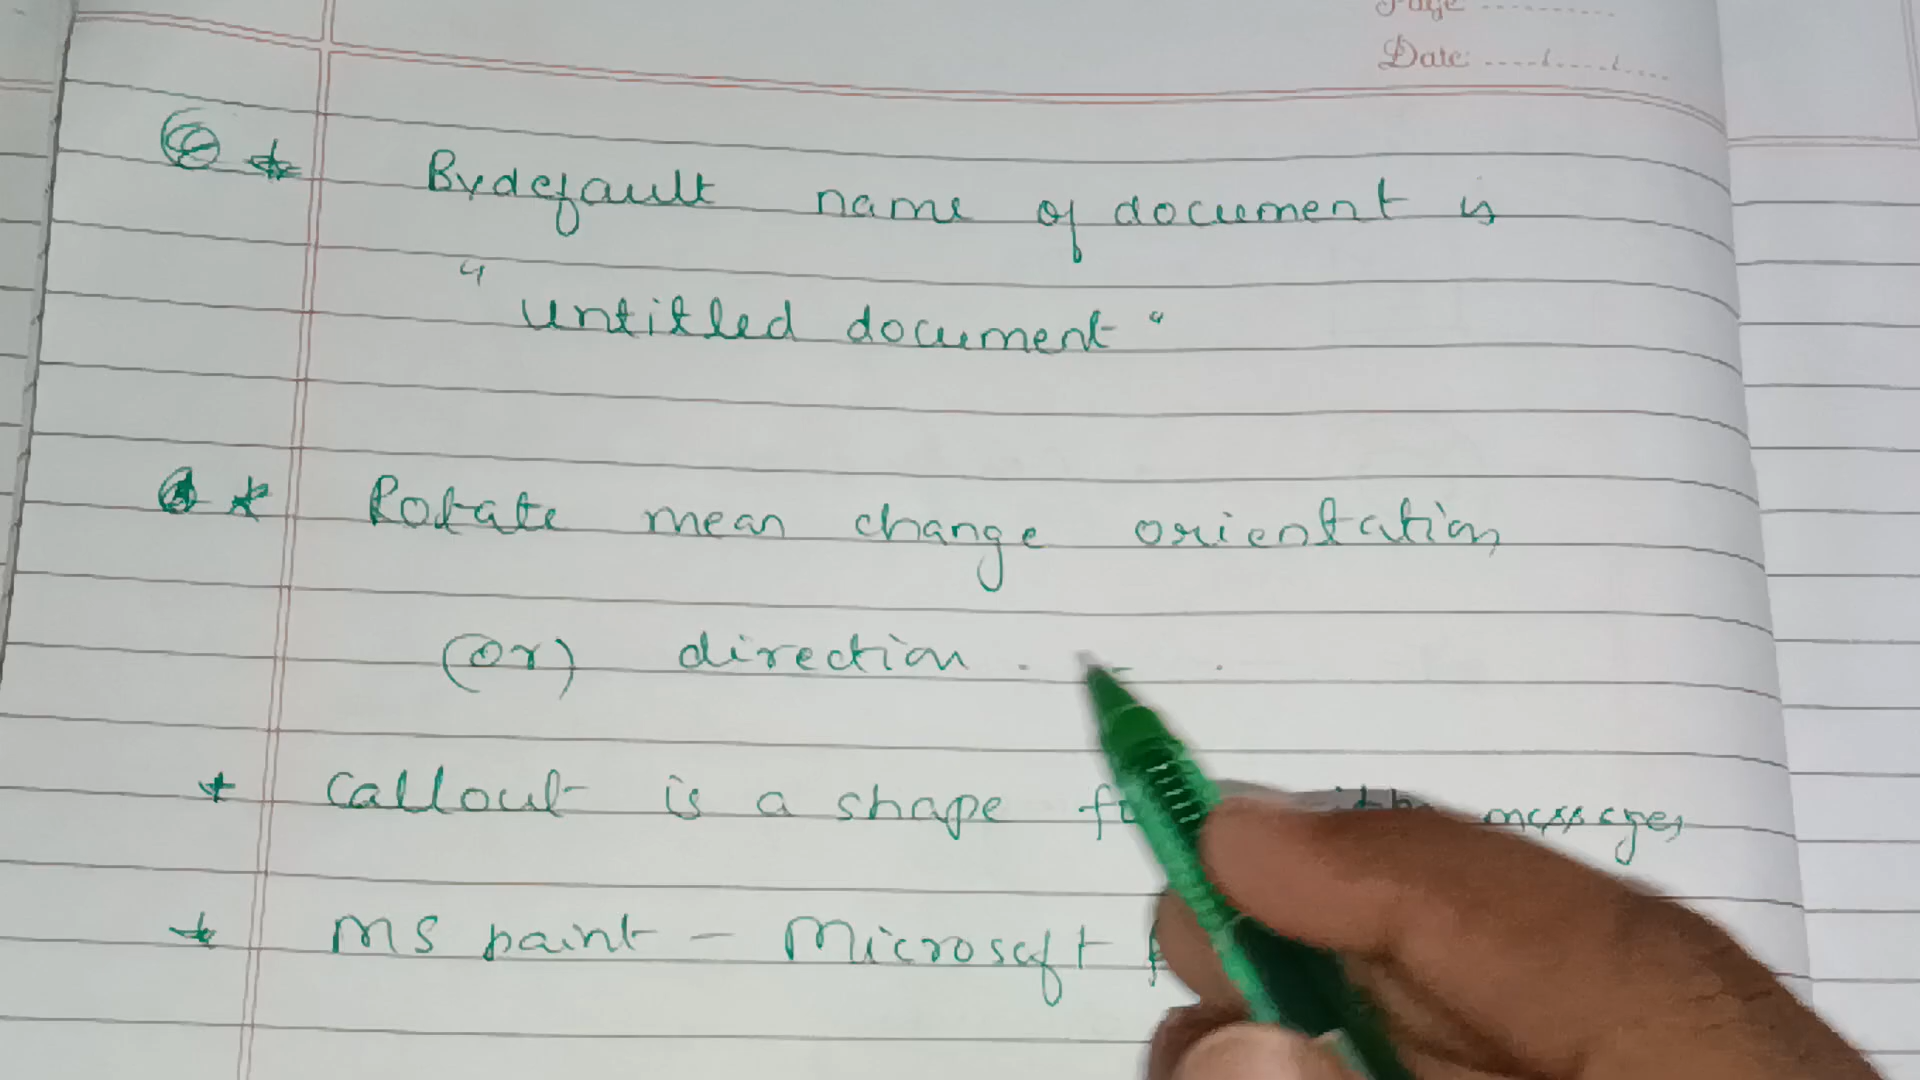 Page
Date:
* Bydefault name of document is
" Untitled document "
* Rotate mean change orientation
(or) direction.
* Callout is a shape messages
* MS paint - Microsoft